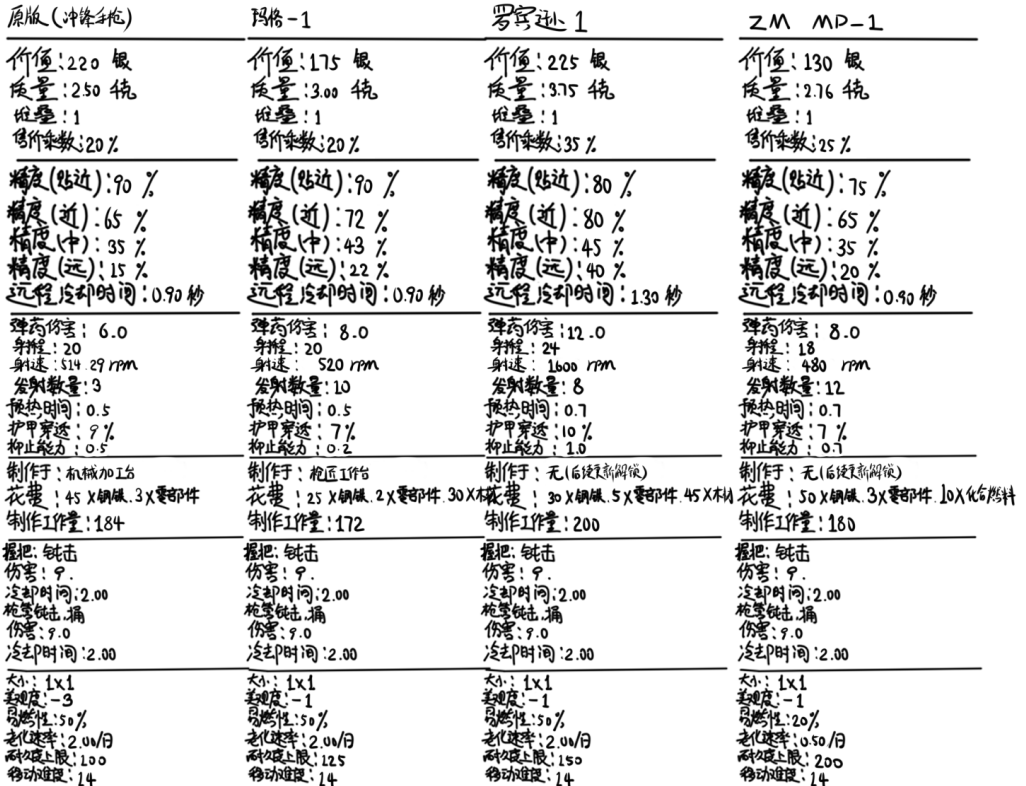 原版(冲锋手枪)
价值:220 银
质量:2.50 千克
堆叠:1
售价乘数:20%
精度(贴近):90 %
精度(近):65 %
精度(中):35 %
精度(远):15 %
远程冷却时间:0.90 秒
弹药伤害:6.0
射程:20
射速:514.29 rpm
发射数量:3
预热时间:0.5
护甲穿透:9%
抑止能力:0.5
制作于:机械加工台
花费:45×钢铁.3×零部件
制作工作量:184
握把:钝击
伤害:9.
冷却时间:2.00
枪管钝击,捅
伤害:9.0
冷却时间:2.00
大小:1x1
美观度:-3
易燃性:50%
老化速率:2.00/日
耐久度上限:100
移动难度:14
玛格-1
价值:175 银
质量:3.00 千克
堆叠:1
售价乘数:20%
精度(贴近):90 %
精度(近):72 %
精度(中):43 %
精度(远):22 %
远程冷却时间:0.90 秒
弹药伤害:8.0
射程:20
射速:520 rpm
发射数量:10
预热时间:0.5
护甲穿透:7%
抑止能力:0.2
制作于:枪匠工作台
花费:25×钢铁.2×零部件.30×木
制作工作量:172
握把:钝击
伤害:9.
冷却时间:2.00
枪管钝击,捅
伤害:9.0
冷却时间:2.00
大小:1x1
美观度:-1
易燃性:50%
老化速率:2.00/日
耐久度上限:125
移动难度:14
罗宾逊1
价值:225 银
质量:3.75 千克
堆叠:1
售价乘数:35%
精度(贴近):80 %
精度(近):80 %
精度(中):45 %
精度(远):40 %
远程冷却时间:1.30 秒
弹药伤害:12.0
射程:24
射速:1600 rpm
发射数量:8
预热时间:0.7
护甲穿透:10%
抑止能力:1.0
制作于:无(后续更新解锁)
花费:30×钢铁.5×零部件.45×木材
制作工作量:200
握把:钝击
伤害:9.
冷却时间:2.00
枪管钝击,捅
伤害:9.0
冷却时间:2.00
大小:1x1
美观度:-1
易燃性:50%
老化速率:2.00/日
耐久度上限:150
移动难度:14
ZM MP-1
价值:130 银
质量:2.76 千克
堆叠:1
售价乘数:25%
精度(贴近):75 %
精度(近):65 %
精度(中):35 %
精度(远):20 %
远程冷却时间:0.90 秒
弹药伤害:8.0
射程:18
射速:480 rpm
发射数量:12
预热时间:0.7
护甲穿透:7%
抑止能力:0.7
制作于:无(后续更新解锁)
花费:50×钢铁.3×零部件.10×化合燃料
制作工作量:180
握把:钝击
伤害:9.
冷却时间:2.00
枪管钝击,捅
伤害:9.0
冷却时间:2.00
大小:1x1
美观度:-1
易燃性:20%
老化速率:0.50/日
耐久度上限:200
移动难度:14